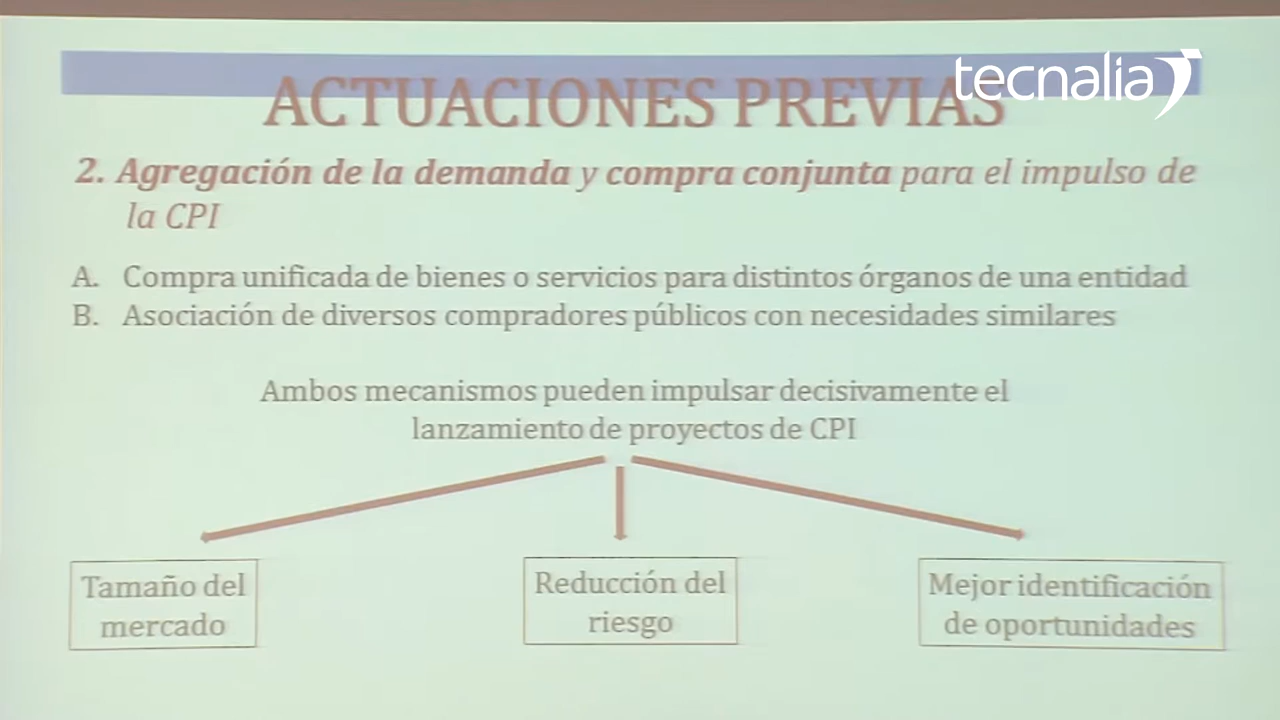 tecnalia
ACTUACIONES PREVIAS
2. Agregación de la demanda y compra conjunta para el impulso de
la CPI
A. Compra unificada de bienes o servicios para distintos órganos de una entidad
B. Asociación de diversos compradores públicos con necesidades similares
Ambos mecanismos pueden impulsar decisivamente el
lanzamiento de proyectos de CPI
Tamaño del
mercado
Reducción del
riesgo
Mejor identificación
de oportunidades